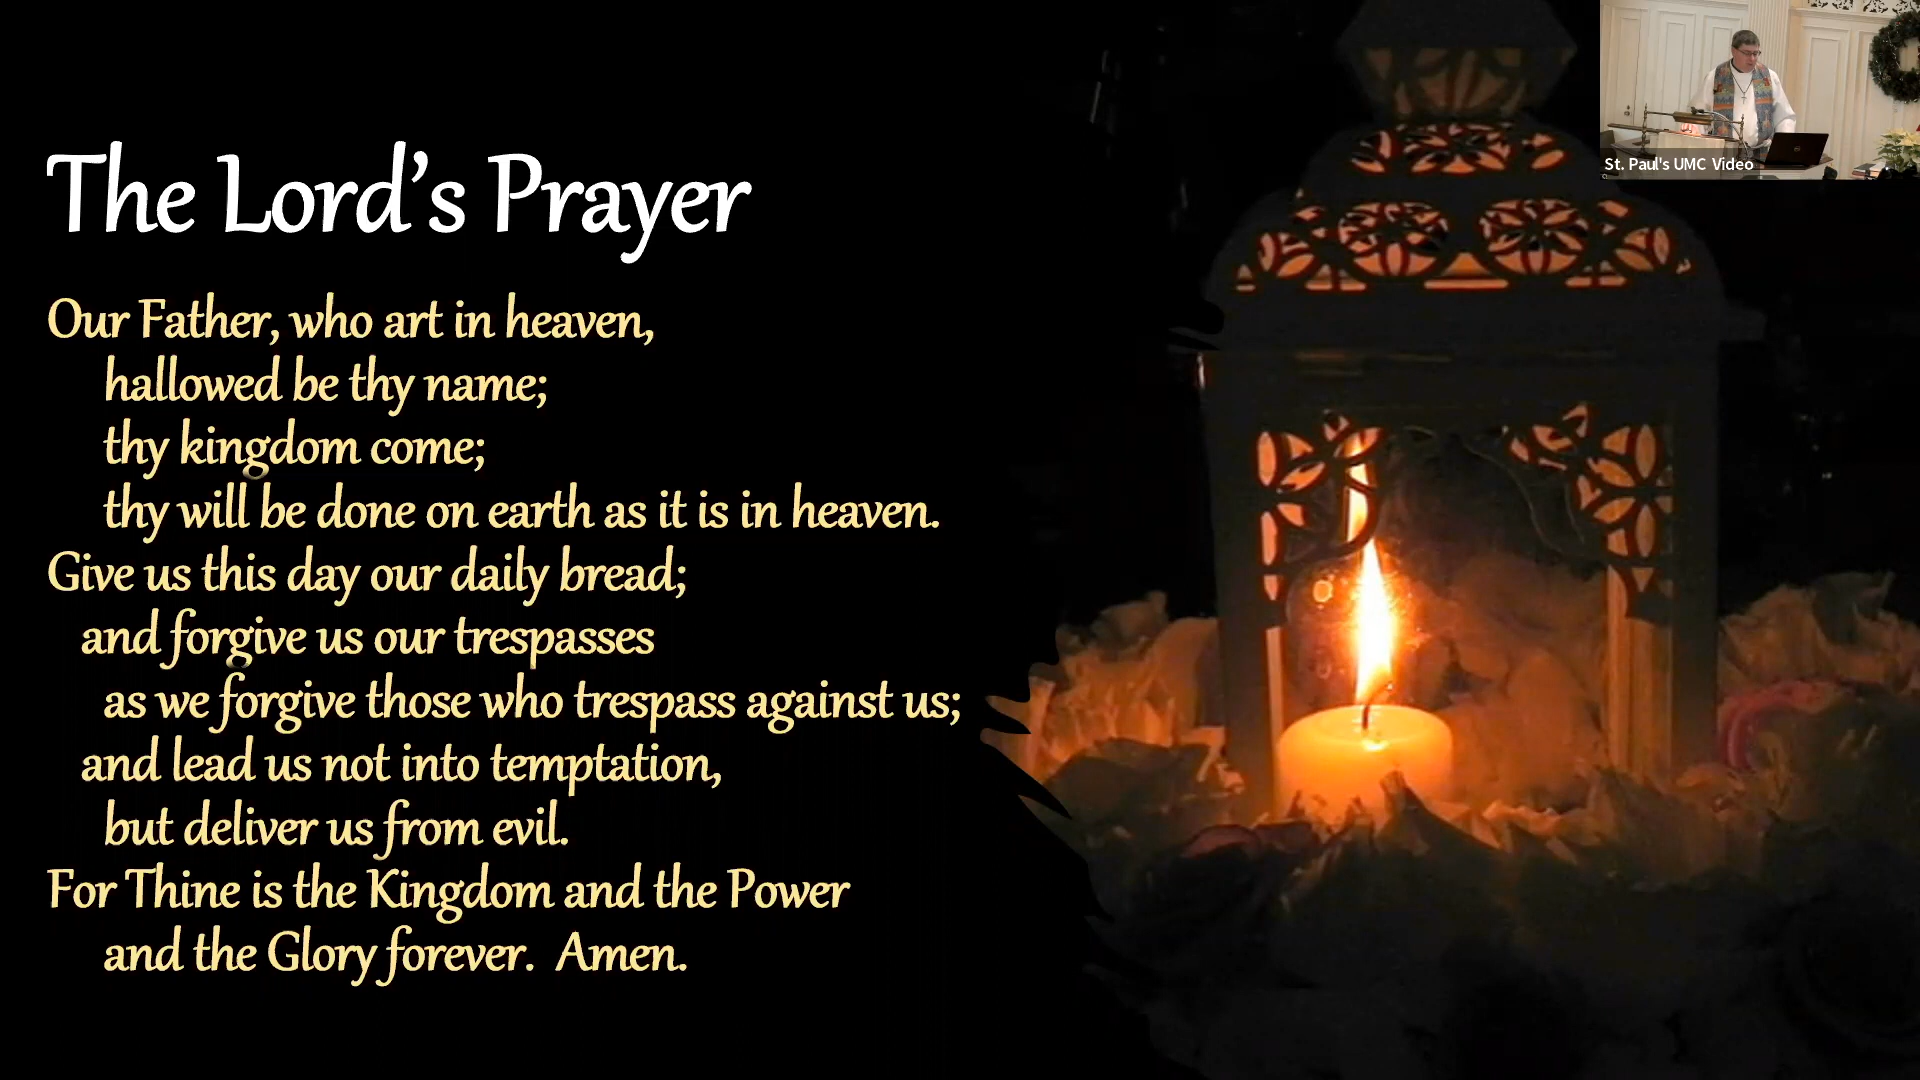 The Lord’s Prayer
Our Father, who art in heaven,
hallowed be thy name;
thy kingdom come;
thy will be done on earth as it is in heaven.
Give us this day our daily bread;
and forgive us our trespasses
as we forgive those who trespass against us;
and lead us not into temptation,
but deliver us from evil.
For Thine is the Kingdom and the Power
and the Glory forever.  Amen.
St. Paul's UMC Video